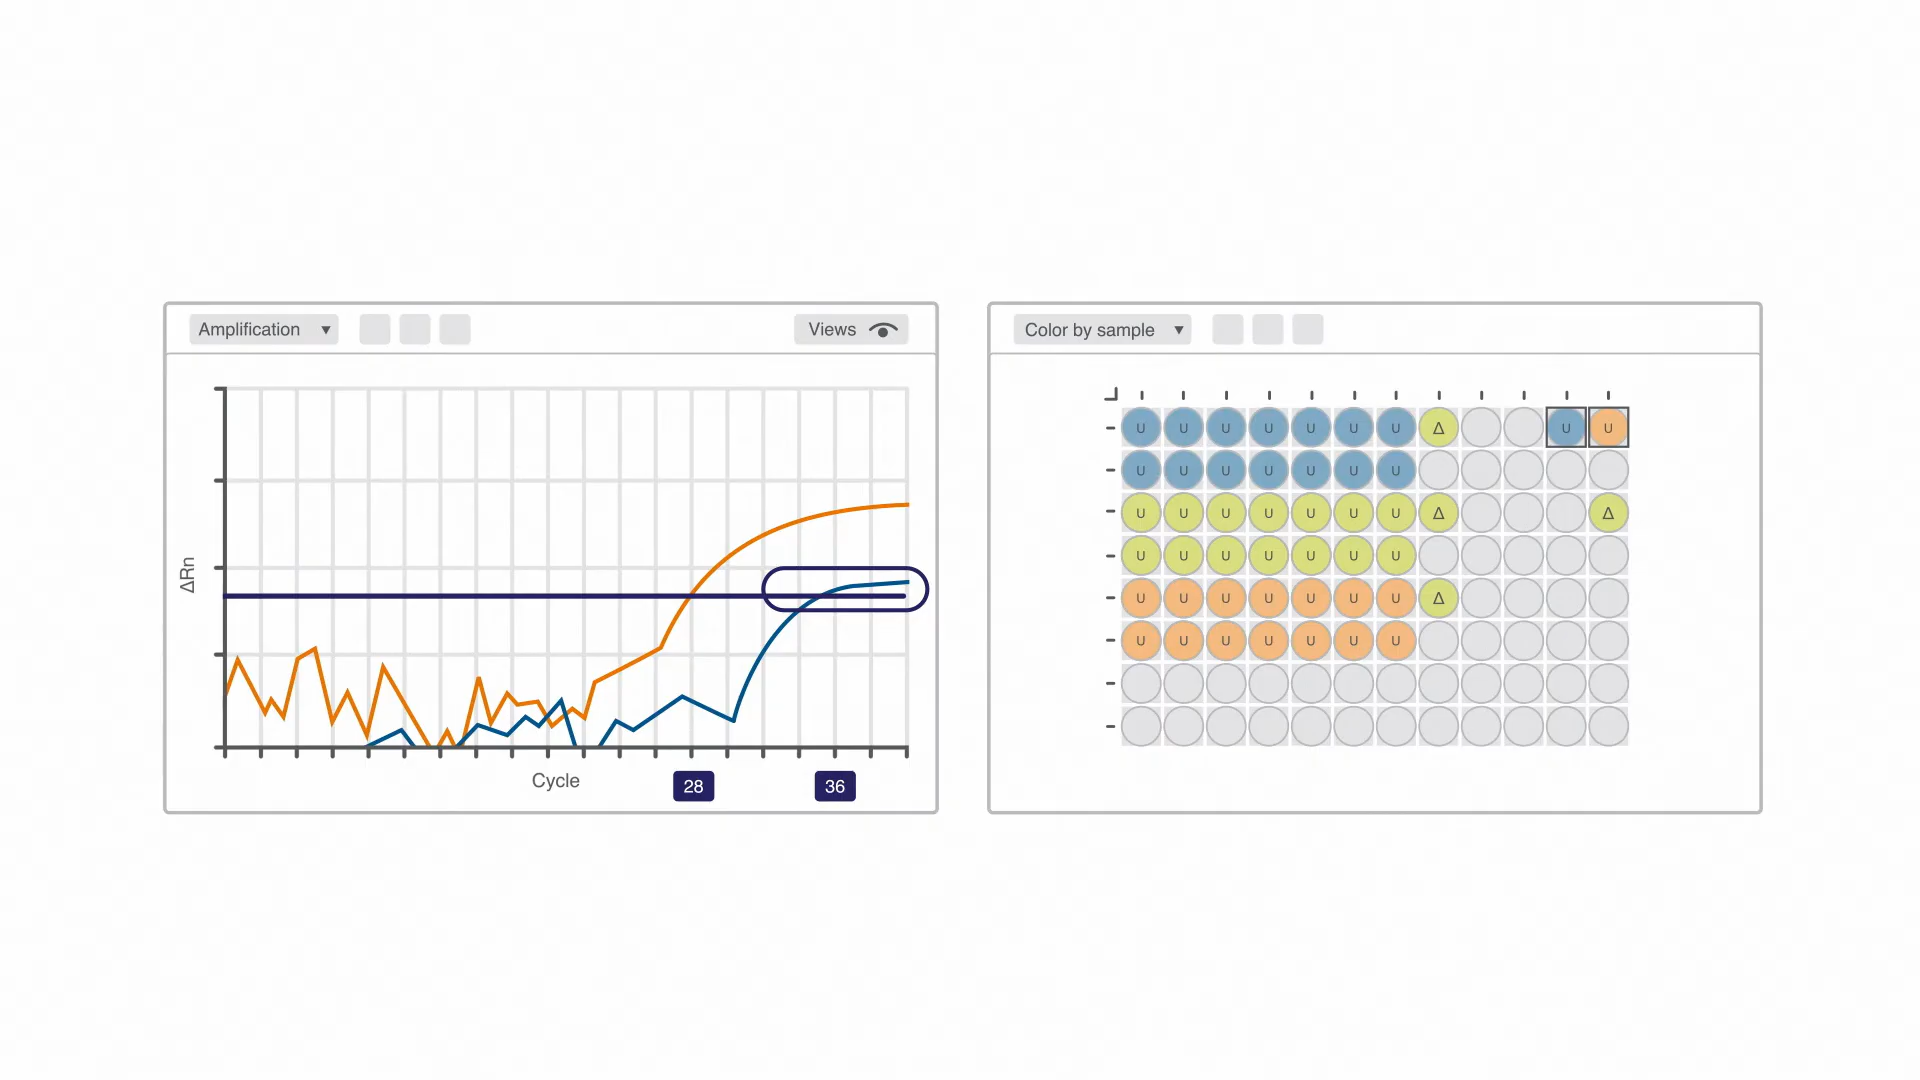 Amplification ▼
Views
ΔRn
Cycle
28
36
Color by sample ▼
U U U U U U U Δ U U
U U U U U U U
U U U U U U U Δ Δ
U U U U U U U
U U U U U U U Δ
U U U U U U U